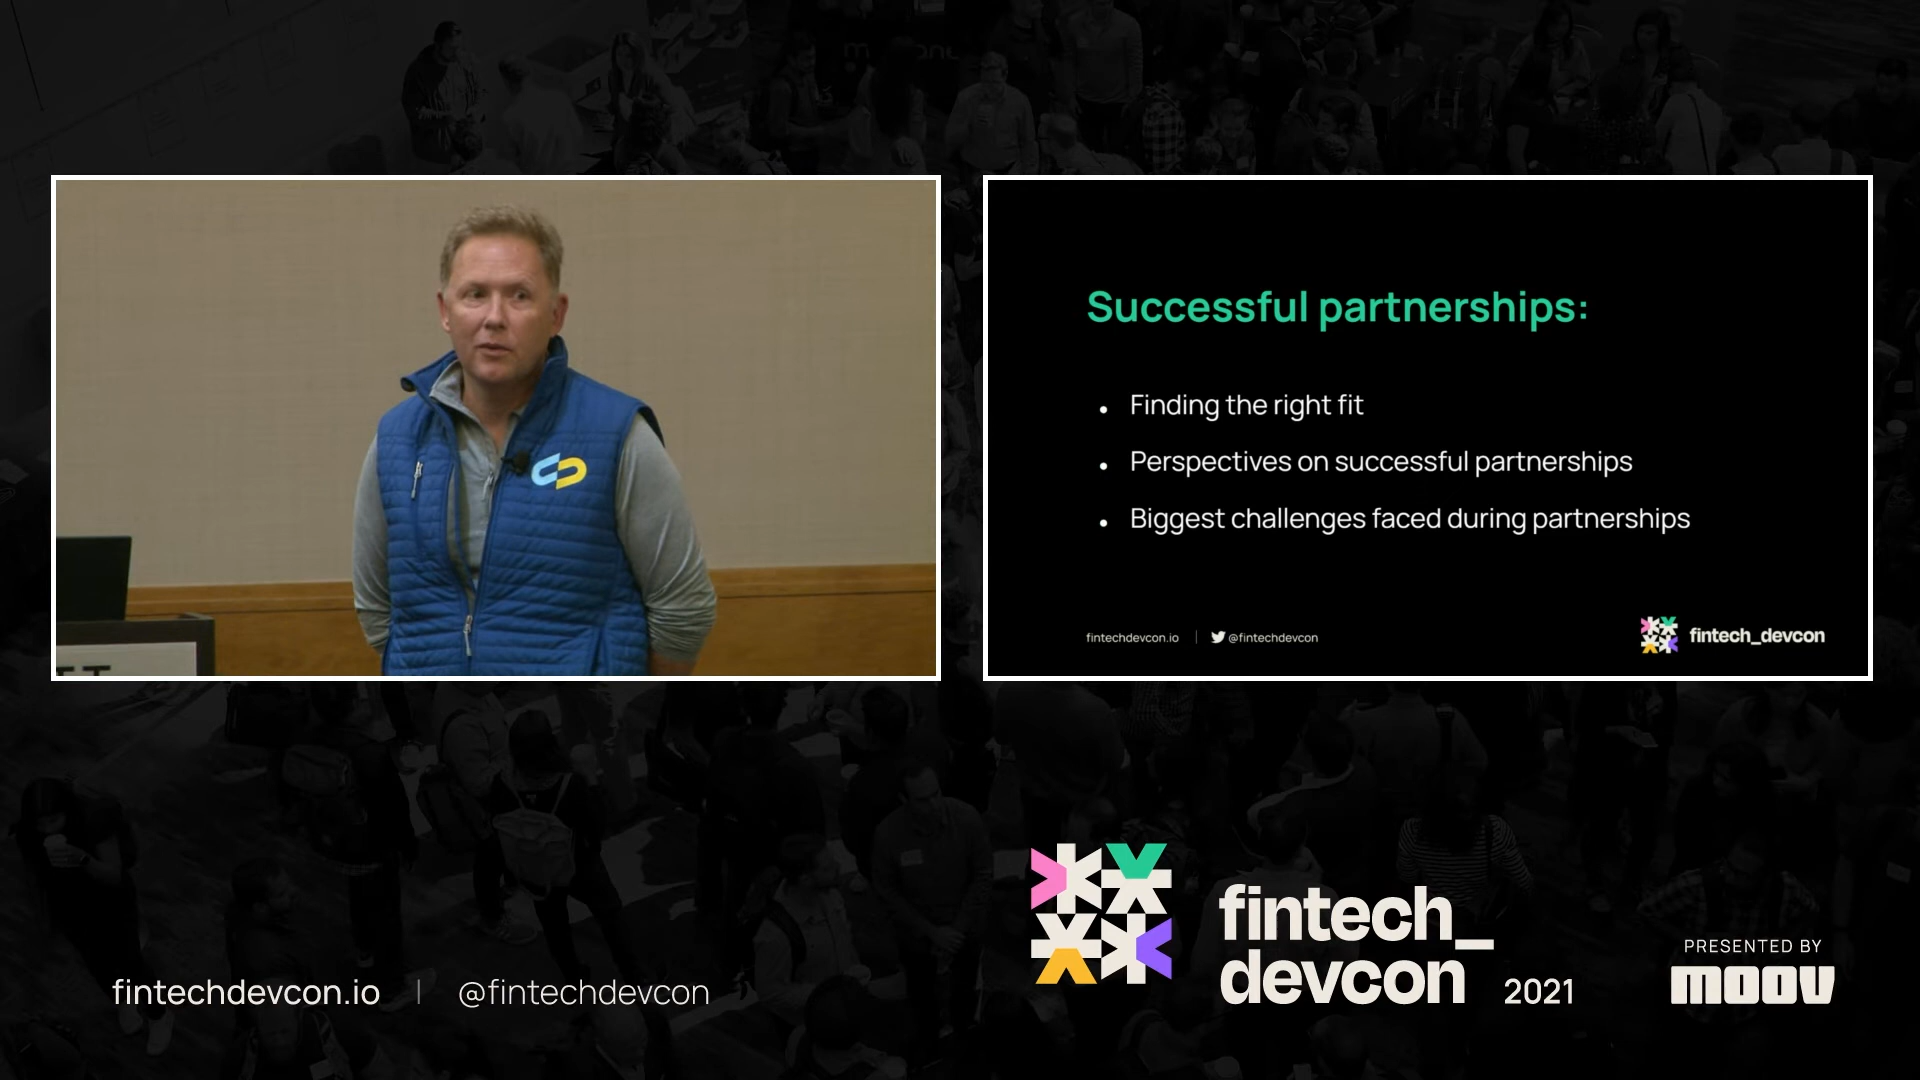 Successful partnerships:
• Finding the right fit
• Perspectives on successful partnerships
• Biggest challenges faced during partnerships
fintechdevcon.io | @fintechdevcon
fintech_devcon
fintechdevcon.io | @fintechdevcon
fintech_
devcon 2021
PRESENTED BY
moov